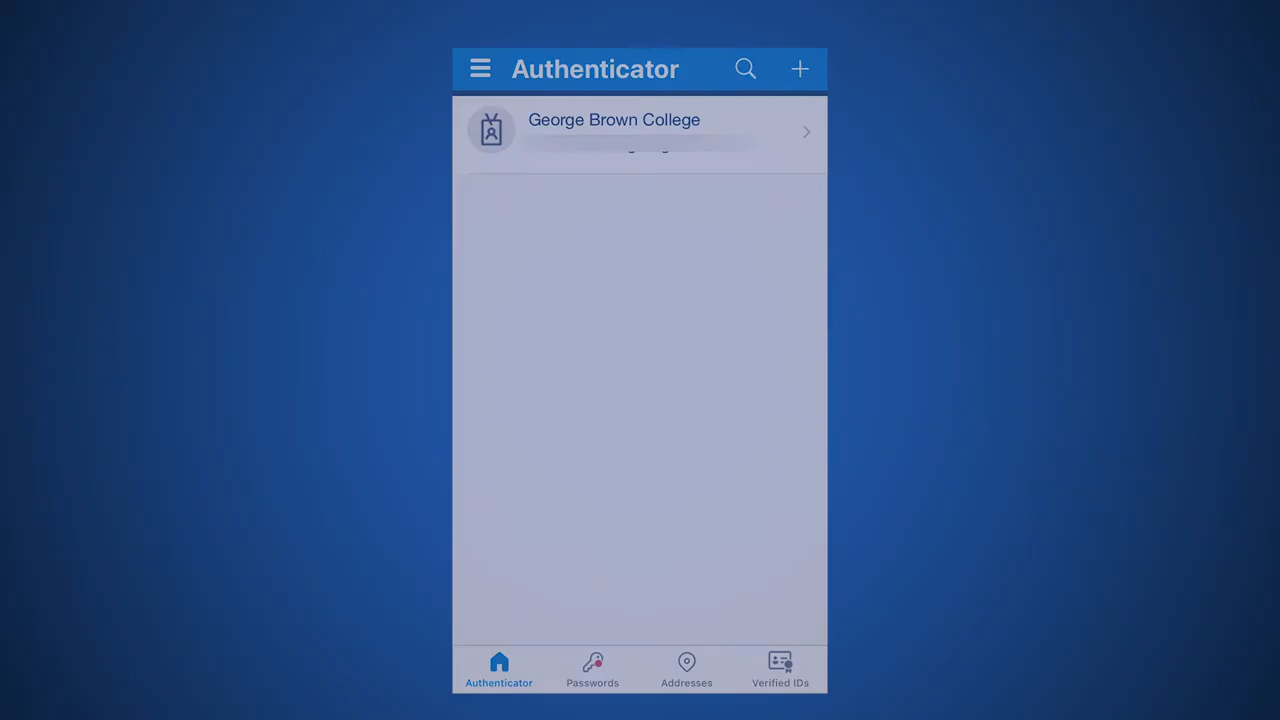 Authenticator
George Brown College
Authenticator
Passwords
Addresses
Verified IDs